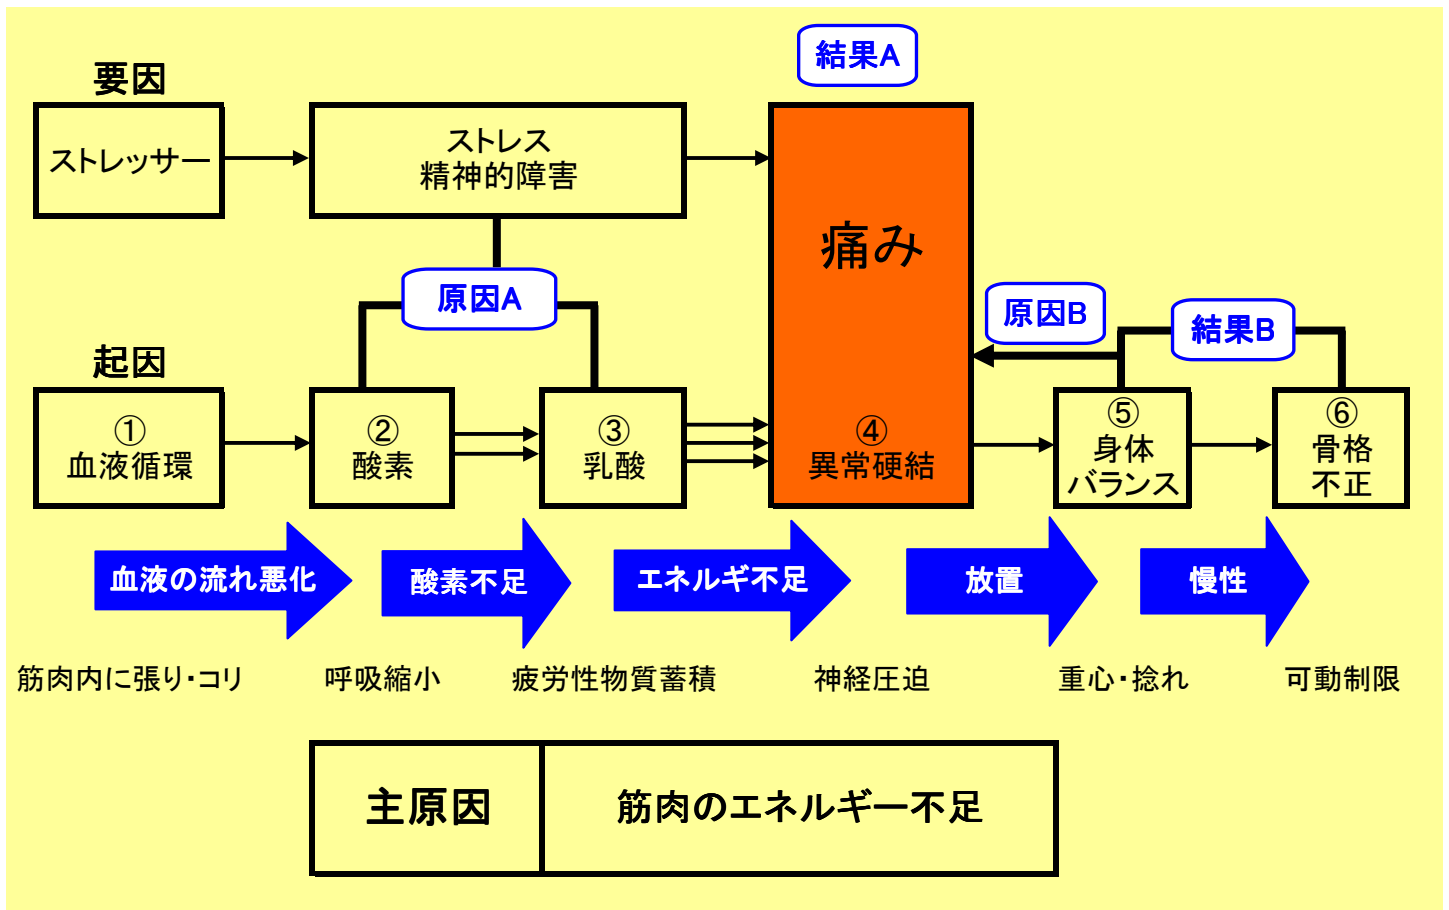 結果A
要因
ストレッサー
ストレス
精神的障害
痛み
原因A
原因B
結果B
起因
①
血液循環
②
酸素
③
乳酸
④
異常硬結
⑤
身体
バランス
⑥
骨格
不正
血液の流れ悪化
酸素不足
エネルギ不足
放置
慢性
筋肉内に張り・コリ
呼吸縮小
疲労性物質蓄積
神経圧迫
重心・捻れ
可動制限
主原因
筋肉のエネルギー不足